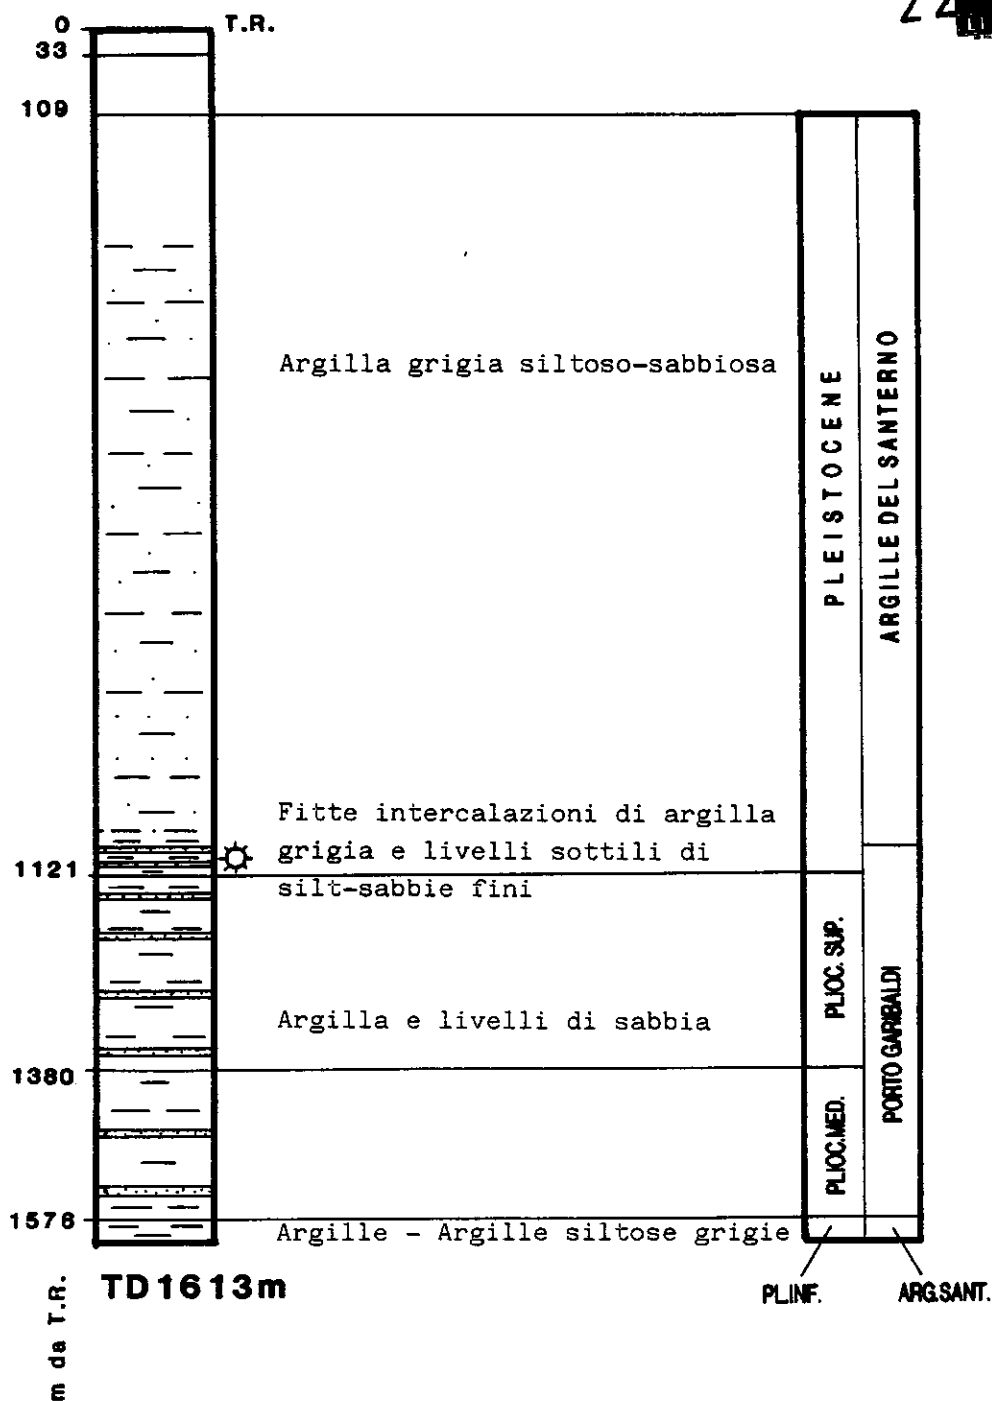 0 T.R.
33
109
Argilla grigia siltoso-sabbiosa
PLEISTOCENE
ARGILLE DEL SANTERNO
Fitte intercalazioni di argilla
grigia e livelli sottili di
silt-sabbie fini
1121
PLIOC. SUP.
PORTO GARIBALDI
Argilla e livelli di sabbia
1380
PLIOC. MED.
1576
Argille - Argille siltose grigie
TD1613m
PL.INF.
ARG.SANT.
m da T.R.